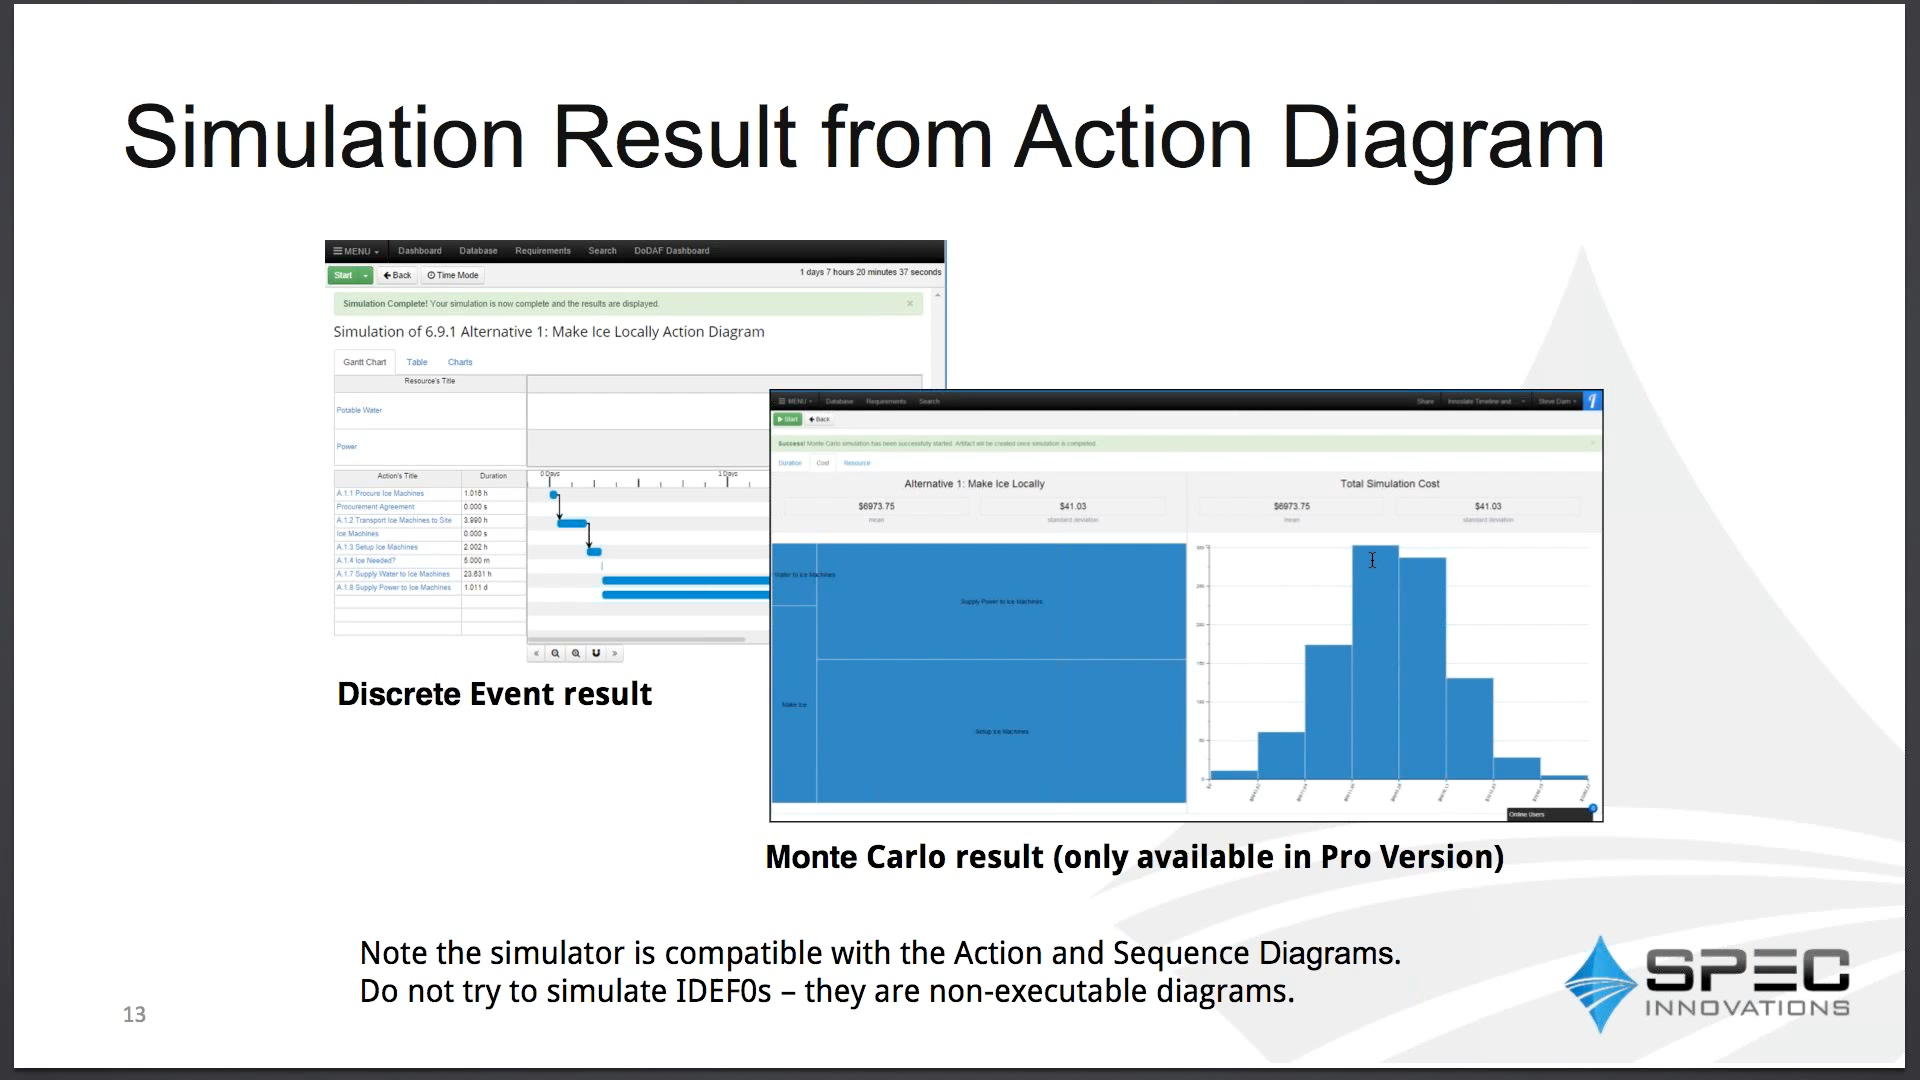 Simulation Result from Action Diagram
MENU Dashboard Database Requirements Search DoDAF Dashboard
Start Back Time Mode 1 days 7 hours 20 minutes 37 seconds
Simulation Complete! Your simulation is now complete and the results are displayed. ×
Simulation of 6.9.1 Alternative 1: Make Ice Locally Action Diagram
Gantt Chart Table Charts
Resource's Title
Potable Water
Power
Action's Title Duration 0 Days 1 Days
A.1.1 Procure Ice Machines 1.016 h
Procurement Agreement 0.000 s
A.1.2 Transport Ice Machines to Site 3.990 h
Ice Machines 0.000 s
A.1.3 Setup Ice Machines 2.002 h
A.1.4 Ice Needed? 5.000 m
A.1.7 Supply Water to Ice Machines 23.631 h
A.1.8 Supply Power to Ice Machines 1.011 d
Discrete Event result
MENU Database Requirements Search Share Innoslate Timeline and ... Steve Dam
Start Back
Success! Monte Carlo simulation has been successfully started. Artifact will be created once simulation is completed.
Duration Cost Resource
Alternative 1: Make Ice Locally
$6973.75 $41.03
mean standard deviation
Total Simulation Cost
$6973.75 $41.03
mean standard deviation
Water to Ice Machines
Supply Power to Ice Machines
Make Ice
Setup Ice Machines
Online Users
Monte Carlo result (only available in Pro Version)
Note the simulator is compatible with the Action and Sequence Diagrams.
Do not try to simulate IDEF0s – they are non-executable diagrams.
13
SPEC
INNOVATIONS